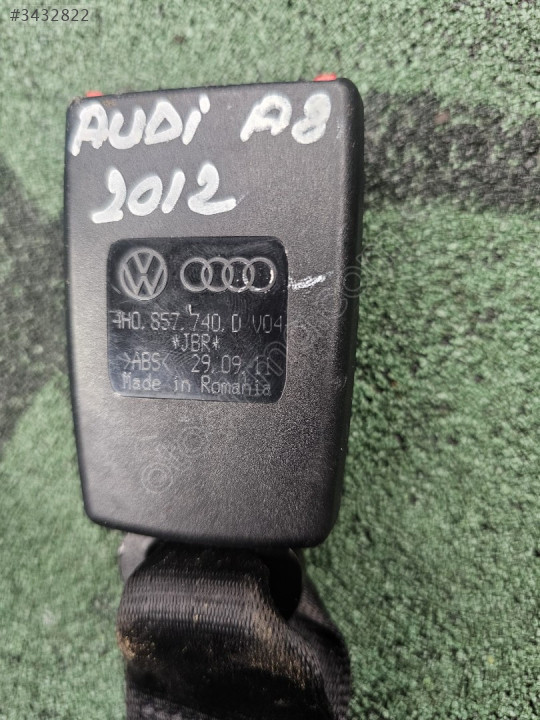 #3432822
AUDİ A8
2012
4H0.857.740.D V04
*JBR*
>ABS< 29.09.11
Made in Romania